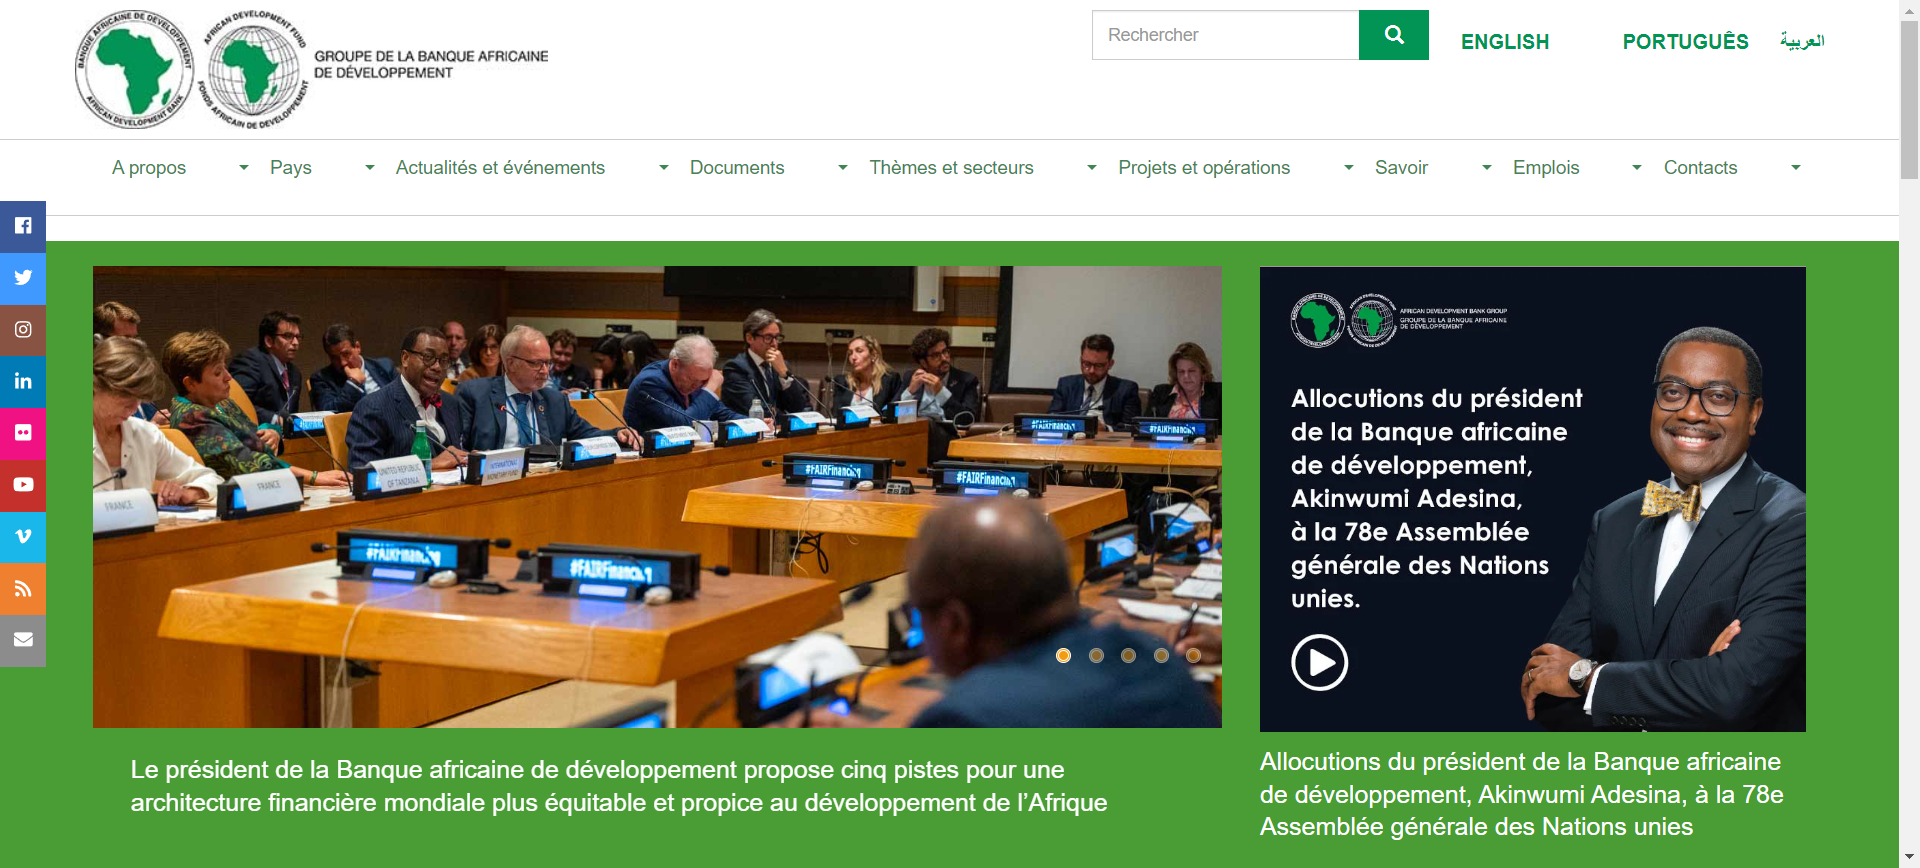 BANQUE AFRICAINE DE DÉVELOPPEMENT
AFRICAN DEVELOPMENT BANK
AFRICAN DEVELOPMENT FUND
FONDS AFRICAIN DE DÉVELOPPEMENT
GROUPE DE LA BANQUE AFRICAINE
DE DÉVELOPPEMENT
Rechercher
ENGLISH
PORTUGUÊS
العربية
A propos
Pays
Actualités et événements
Documents
Thèmes et secteurs
Projets et opérations
Savoir
Emplois
Contacts
in
FRANCE
FRANCE
UNITED REPUBLIC
OF TANZANIA
INTERNATIONAL
MONETARY FUND
#FAIRFinancing
#FAIRFinancing
#FAIRFinancing
#FAIRFinancing
AFRICAN DEVELOPMENT BANK GROUP
GROUPE DE LA BANQUE AFRICAINE
DE DÉVELOPPEMENT
Allocutions du président
de la Banque africaine
de développement,
Akinwumi Adesina,
à la 78e Assemblée
générale des Nations
unies.
Le président de la Banque africaine de développement propose cinq pistes pour une
architecture financière mondiale plus équitable et propice au développement de l’Afrique
Allocutions du président de la Banque africaine
de développement, Akinwumi Adesina, à la 78e
Assemblée générale des Nations unies